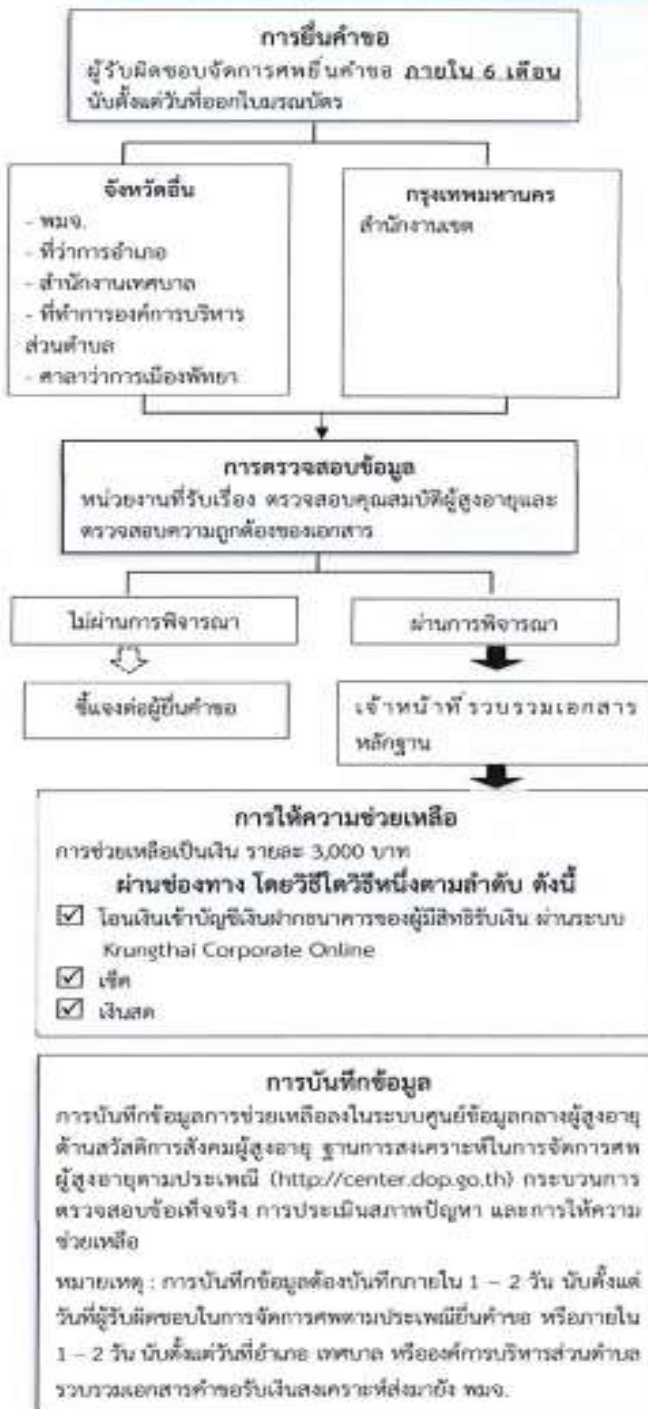 การยื่นคำขอ
ผู้รับผิดชอบจัดการศพยื่นคำขอ ภายใน 6 เดือน
นับตั้งแต่วันที่ออกใบมรณบัตร
จังหวัดอื่น
- พมจ.
- ที่ว่าการอำเภอ
- สำนักงานเทศบาล
- ที่ทำการองค์การบริหาร
ส่วนตำบล
- ศาลาว่าการเมืองพัทยา
กรุงเทพมหานคร
สำนักงานเขต
การตรวจสอบข้อมูล
หน่วยงานที่รับเรื่อง ตรวจสอบคุณสมบัติผู้สูงอายุและ
ตรวจสอบความถูกต้องของเอกสาร
ไม่ผ่านการพิจารณา
ผ่านการพิจารณา
ชี้แจงต่อผู้ยื่นคำขอ
เจ้าหน้าที่รวบรวมเอกสาร
หลักฐาน
การให้ความช่วยเหลือ
การช่วยเหลือเป็นเงิน รายละ 3,000 บาท
ผ่านช่องทาง โดยวิธีใดวิธีหนึ่งตามลำดับ ดังนี้
☑ โอนเงินเข้าบัญชีเงินฝากธนาคารของผู้มีสิทธิรับเงิน ผ่านระบบ
Krungthai Corporate Online
☑ เช็ค
☑ เงินสด
การบันทึกข้อมูล
การบันทึกข้อมูลการช่วยเหลือลงในระบบศูนย์ข้อมูลกลางผู้สูงอายุ
ด้านสวัสดิการสังคมผู้สูงอายุ ฐานการสงเคราะห์ในการจัดการศพ
ผู้สูงอายุตามประเพณี (http://center.dop.go.th) กระบวนการ
ตรวจสอบข้อเท็จจริง การประเมินสภาพปัญหา และการให้ความ
ช่วยเหลือ
หมายเหตุ : การบันทึกข้อมูลต้องบันทึกภายใน 1 – 2 วัน นับตั้งแต่
วันที่ผู้รับผิดชอบในการจัดการศพตามประเพณียื่นคำขอ หรือภายใน
1 – 2 วัน นับตั้งแต่วันที่อำเภอ เทศบาล หรือองค์การบริหารส่วนตำบล
รวบรวมเอกสารคำขอรับเงินสงเคราะห์ส่งมายัง พมจ.